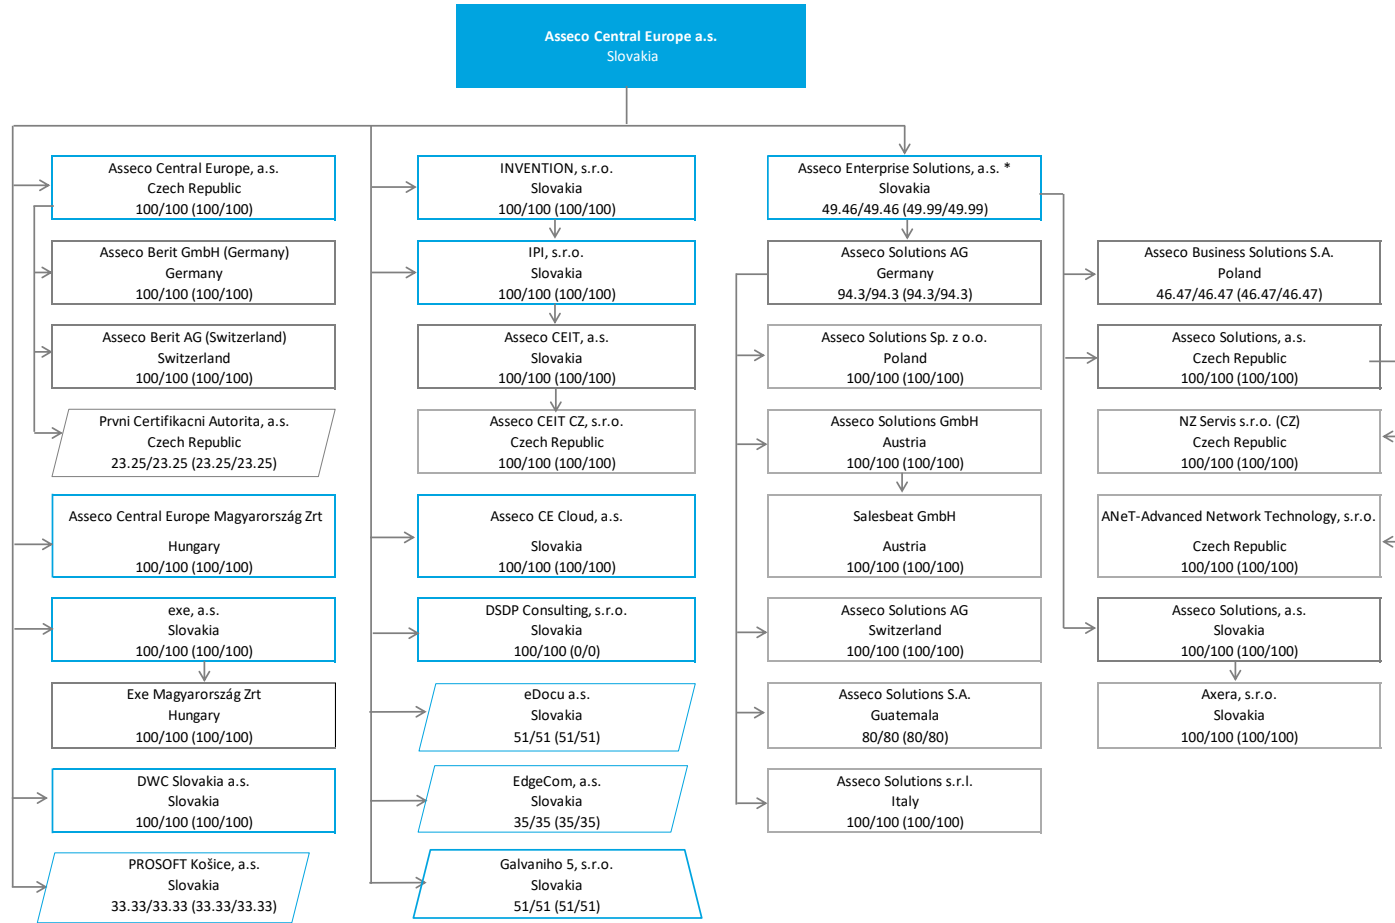 Asseco Central Europe a.s.
Slovakia
Asseco Central Europe, a.s.
Czech Republic
100/100 (100/100)
Asseco Berit GmbH (Germany)
Germany
100/100 (100/100)
Asseco Berit AG (Switzerland)
Switzerland
100/100 (100/100)
Prvni Certifikacni Autorita, a.s.
Czech Republic
23.25/23.25 (23.25/23.25)
Asseco Central Europe Magyarország Zrt
Hungary
100/100 (100/100)
exe, a.s.
Slovakia
100/100 (100/100)
Exe Magyarország Zrt
Hungary
100/100 (100/100)
DWC Slovakia a.s.
Slovakia
100/100 (100/100)
PROSOFT Košice, a.s.
Slovakia
33.33/33.33 (33.33/33.33)
INVENTION, s.r.o.
Slovakia
100/100 (100/100)
IPI, s.r.o.
Slovakia
100/100 (100/100)
Asseco CEIT, a.s.
Slovakia
100/100 (100/100)
Asseco CEIT CZ, s.r.o.
Czech Republic
100/100 (100/100)
Asseco CE Cloud, a.s.
Slovakia
100/100 (100/100)
DSDP Consulting, s.r.o.
Slovakia
100/100 (0/0)
eDocu a.s.
Slovakia
51/51 (51/51)
EdgeCom, a.s.
Slovakia
35/35 (35/35)
Galvaniho 5, s.r.o.
Slovakia
51/51 (51/51)
Asseco Enterprise Solutions, a.s. *
Slovakia
49.46/49.46 (49.99/49.99)
Asseco Solutions AG
Germany
94.3/94.3 (94.3/94.3)
Asseco Solutions Sp. z o.o.
Poland
100/100 (100/100)
Asseco Solutions GmbH
Austria
100/100 (100/100)
Salesbeat GmbH
Austria
100/100 (100/100)
Asseco Solutions AG
Switzerland
100/100 (100/100)
Asseco Solutions S.A.
Guatemala
80/80 (80/80)
Asseco Solutions s.r.l.
Italy
100/100 (100/100)
Asseco Business Solutions S.A.
Poland
46.47/46.47 (46.47/46.47)
Asseco Solutions, a.s.
Czech Republic
100/100 (100/100)
NZ Servis s.r.o. (CZ)
Czech Republic
100/100 (100/100)
ANeT-Advanced Network Technology, s.r.o.
Czech Republic
100/100 (100/100)
Asseco Solutions, a.s.
Slovakia
100/100 (100/100)
Axera, s.r.o.
Slovakia
100/100 (100/100)